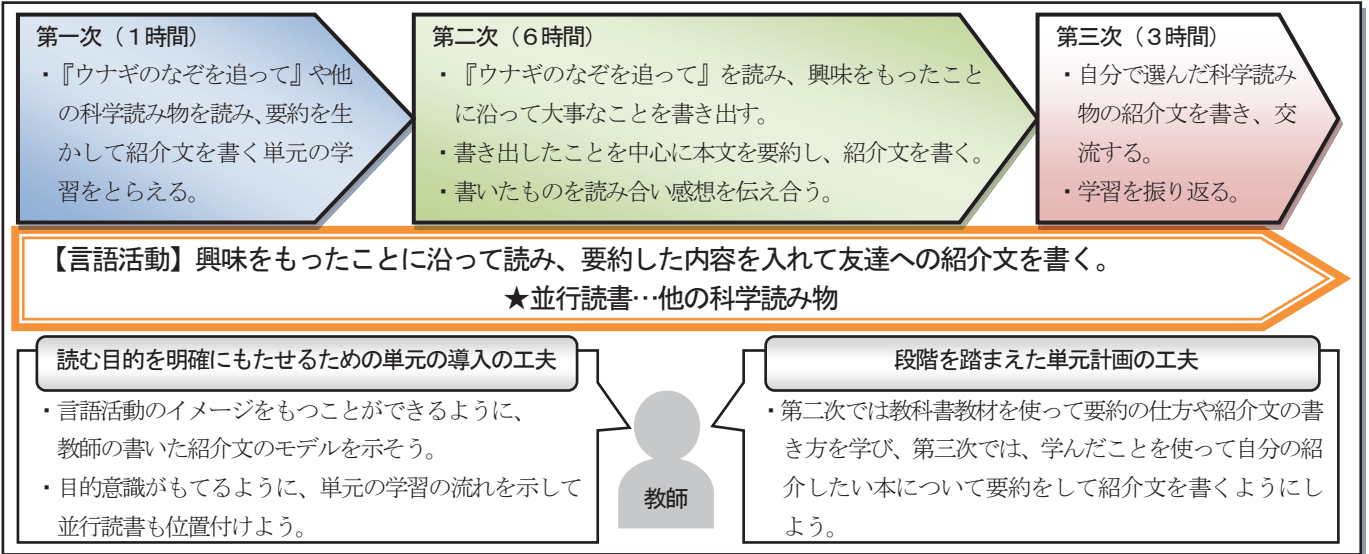 第一次（１時間）
・『ウナギのなぞを追って』や他
の科学読み物を読み、要約を生
かして紹介文を書く単元の学
習をとらえる。
第二次（６時間）
・『ウナギのなぞを追って』を読み、興味をもったこと
に沿って大事なことを書き出す。
・書き出したことを中心に本文を要約し、紹介文を書く。
・書いたものを読み合い感想を伝え合う。
第三次（３時間）
・自分で選んだ科学読み
物の紹介文を書き、交
流する。
・学習を振り返る。
【言語活動】興味をもったことに沿って読み、要約した内容を入れて友達への紹介文を書く。
★並行読書…他の科学読み物
読む目的を明確にもたせるための単元の導入の工夫
・言語活動のイメージをもつことができるように、
教師の書いた紹介文のモデルを示そう。
・目的意識がもてるように、単元の学習の流れを示して
並行読書も位置付けよう。
教師
段階を踏まえた単元計画の工夫
・第二次では教科書教材を使って要約の仕方や紹介文の書
き方を学び、第三次では、学んだことを使って自分の紹
介したい本について要約をして紹介文を書くようにし
よう。